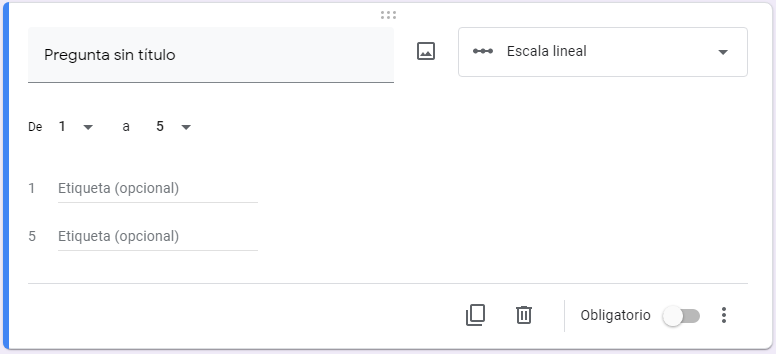 Pregunta sin título
Escala lineal
De 1 a 5
1 Etiqueta (opcional)
5 Etiqueta (opcional)
Obligatorio